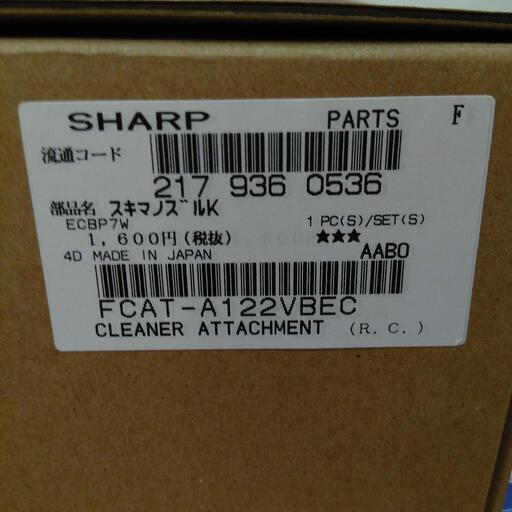 SHARP PARTS F
流通コード
217 936 0536
部品名 スキマノズルK
ECBP7W 1 PC(S)/SET(S)
1,600円(税抜) ★★★
4D MADE IN JAPAN AABO
FCAT-A122VBEC
CLEANER ATTACHMENT (R.C.)